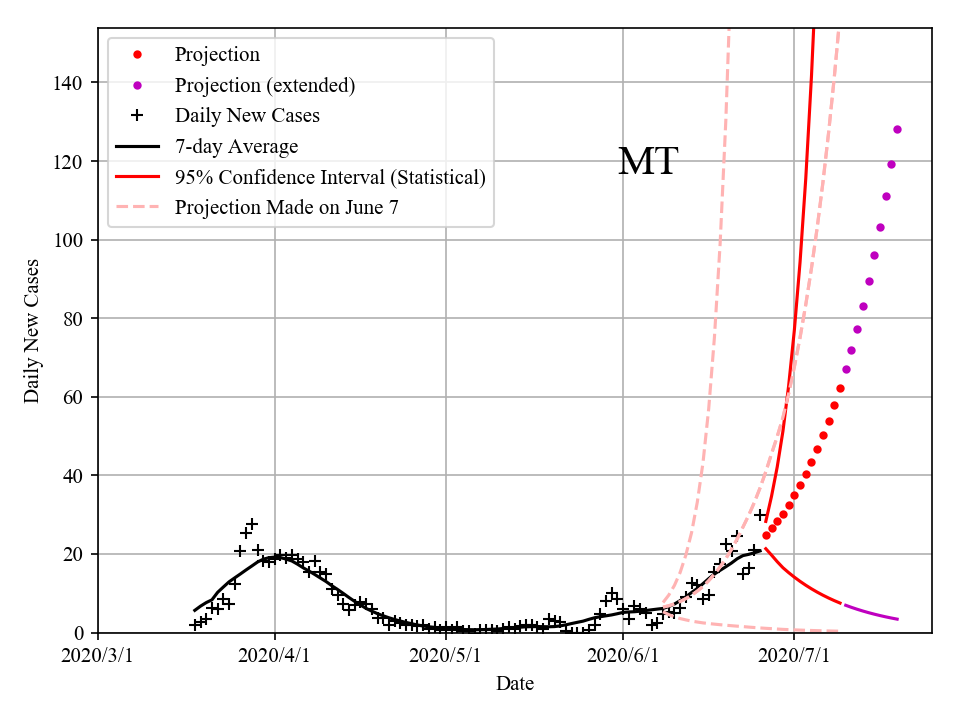 Projection
Projection (extended)
Daily New Cases
7-day Average
95% Confidence Interval (Statistical)
Projection Made on June 7
MT
140
120
100
80
60
40
20
0
Daily New Cases
2020/3/1 2020/4/1 2020/5/1 2020/6/1 2020/7/1
Date